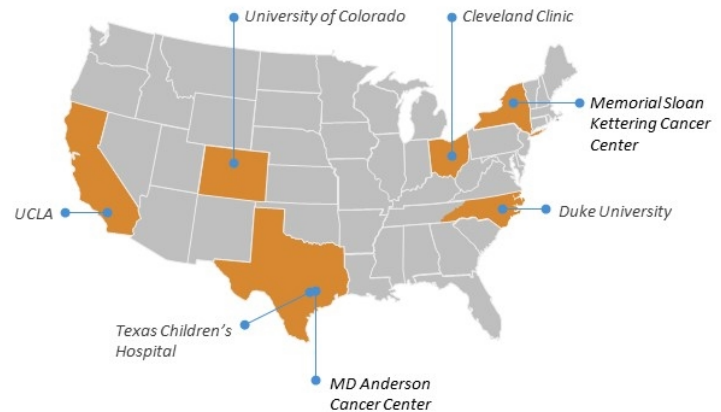 University of Colorado
Cleveland Clinic
Memorial Sloan
Kettering Cancer
Center
UCLA
Duke University
Texas Children's
Hospital
MD Anderson
Cancer Center